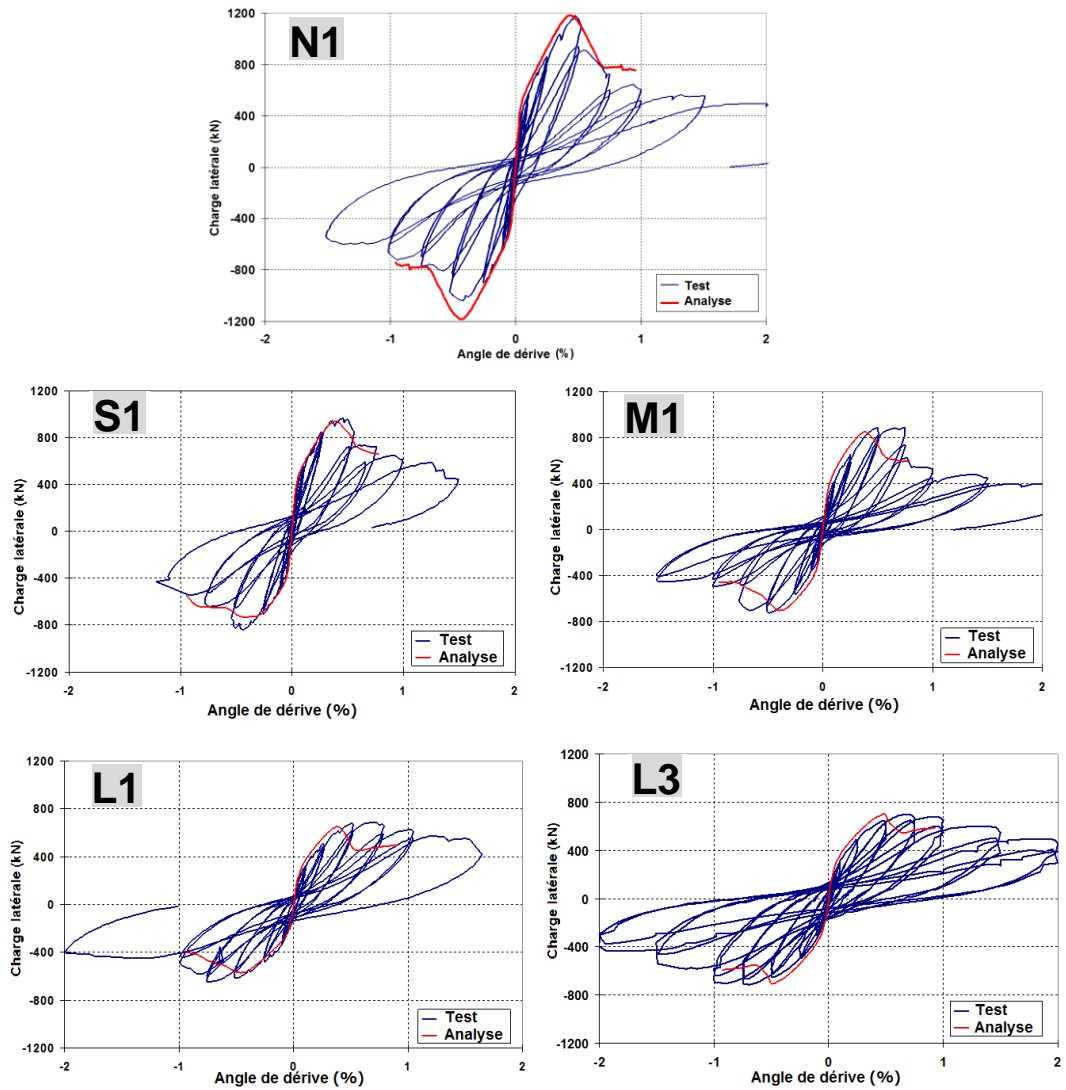 N1
Charge latérale (kN)
1200
800
400
0
-400
-800
-1200
-2 -1 0 1 2
Angle de dérive (%)
Test
Analyse
S1
Charge latérale (kN)
1200
800
400
0
-400
-800
-1200
-2 -1 0 1 2
Angle de dérive (%)
Test
Analyse
M1
Charge latérale (kN)
1200
800
400
0
-400
-800
-1200
-2 -1 0 1 2
Angle de dérive (%)
Test
Analyse
L1
Charge latérale (kN)
1200
800
400
0
-400
-800
-1200
-2 -1 0 1 2
Angle de dérive (%)
Test
Analyse
L3
Charge latérale (kN)
1200
800
400
0
-400
-800
-1200
-2 -1 0 1 2
Angle de dérive (%)
Test
Analyse